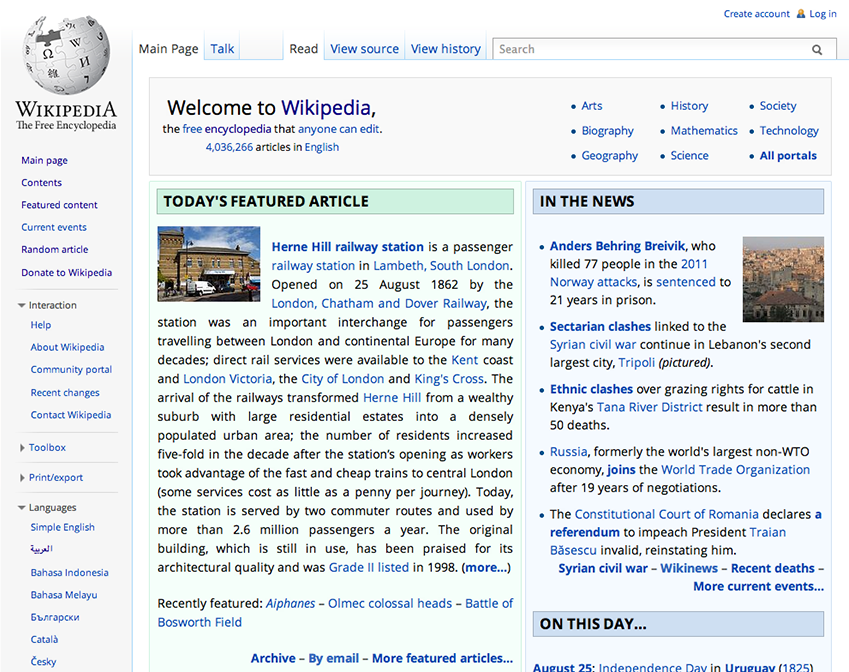 Create account Log in
Main Page Talk Read View source View history Search
WIKIPEDIA
The Free Encyclopedia
Main page
Contents
Featured content
Current events
Random article
Donate to Wikipedia
Interaction
Help
About Wikipedia
Community portal
Recent changes
Contact Wikipedia
Toolbox
Print/export
Languages
Simple English
العربية
Bahasa Indonesia
Bahasa Melayu
Български
Català
Česky
Welcome to Wikipedia,
the free encyclopedia that anyone can edit.
4,036,266 articles in English
• Arts • History • Society
• Biography • Mathematics • Technology
• Geography • Science • All portals
TODAY'S FEATURED ARTICLE
Herne Hill railway station is a passenger
railway station in Lambeth, South London.
Opened on 25 August 1862 by the
London, Chatham and Dover Railway, the
station was an important interchange for passengers
travelling between London and continental Europe for many
decades; direct rail services were available to the Kent coast
and London Victoria, the City of London and King's Cross. The
arrival of the railways transformed Herne Hill from a wealthy
suburb with large residential estates into a densely
populated urban area; the number of residents increased
five-fold in the decade after the station's opening as workers
took advantage of the fast and cheap trains to central London
(some services cost as little as a penny per journey). Today,
the station is served by two commuter routes and used by
more than 2.6 million passengers a year. The original
building, which is still in use, has been praised for its
architectural quality and was Grade II listed in 1998. (more...)
Recently featured: Aiphanes – Olmec colossal heads – Battle of
Bosworth Field
Archive – By email – More featured articles...
IN THE NEWS
• Anders Behring Breivik, who
killed 77 people in the 2011
Norway attacks, is sentenced to
21 years in prison.
• Sectarian clashes linked to the
Syrian civil war continue in Lebanon's second
largest city, Tripoli (pictured).
• Ethnic clashes over grazing rights for cattle in
Kenya's Tana River District result in more than
50 deaths.
• Russia, formerly the world's largest non-WTO
economy, joins the World Trade Organization
after 19 years of negotiations.
• The Constitutional Court of Romania declares a
referendum to impeach President Traian
Băsescu invalid, reinstating him.
Syrian civil war – Wikinews – Recent deaths –
More current events...
ON THIS DAY...
August 25: Independence Day in Uruguay (1825)